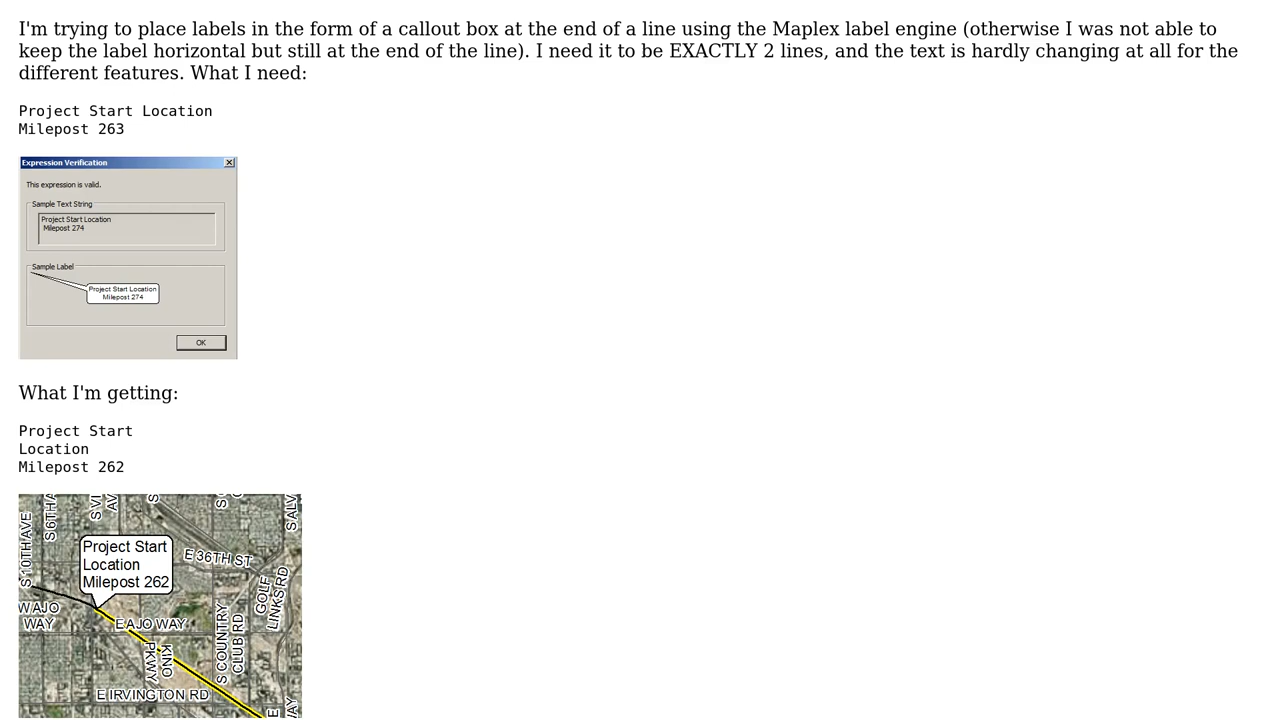 I'm trying to place labels in the form of a callout box at the end of a line using the Maplex label engine (otherwise I was not able to
keep the label horizontal but still at the end of the line). I need it to be EXACTLY 2 lines, and the text is hardly changing at all for the
different features. What I need:
Project Start Location
Milepost 263
Expression Verification
This expression is valid.
Sample Text String
Project Start Location
Milepost 274
Sample Label
Project Start Location
Milepost 274
OK
What I'm getting:
Project Start
Location
Milepost 262
S 10TH AVE
S 6TH A
S VI
AV
S
S
S ALV
Project Start
Location
Milepost 262
E 36TH ST
GOLF
LINKS RD
W AJO
WAY
E AJO WAY
KINO
PKWY
S COUNTRY
CLUB RD
E IRVINGTON RD
E
WAY